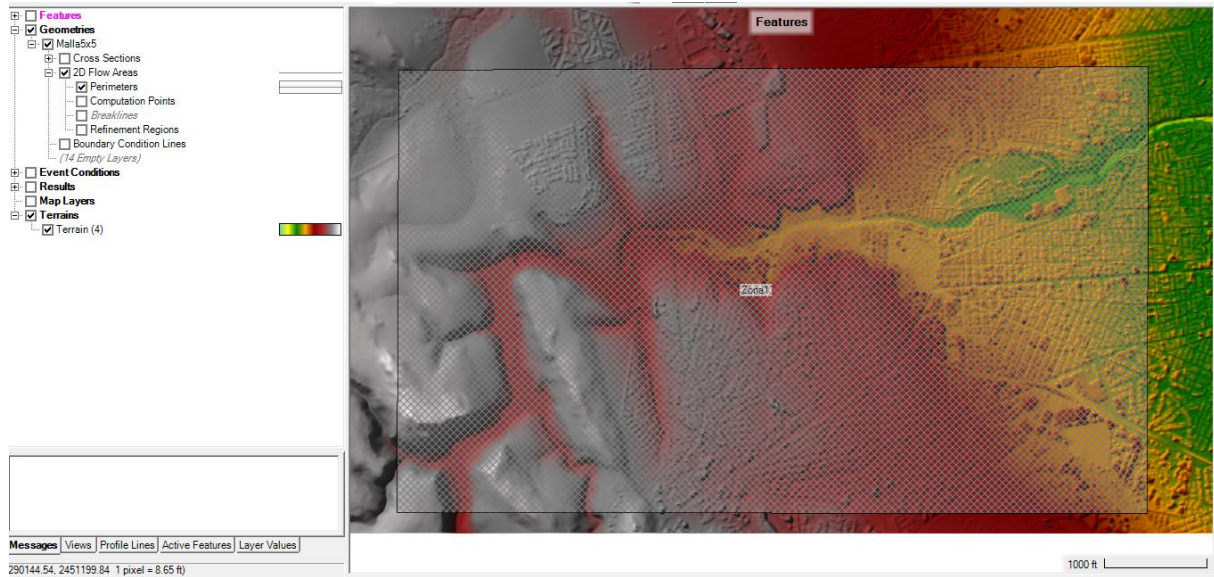 Features
Geometries
Malla5x5
Cross Sections
2D Flow Areas
Perimeters
Computation Points
Breaklines
Refinement Regions
Boundary Condition Lines
(14 Empty Layers)
Event Conditions
Results
Map Layers
Terrains
Terrain (4)
Messages Views Profile Lines Active Features Layer Values
290144.54, 2451199.84 1 pixel = 8.65 ft)
Features
Zona1
1000 ft